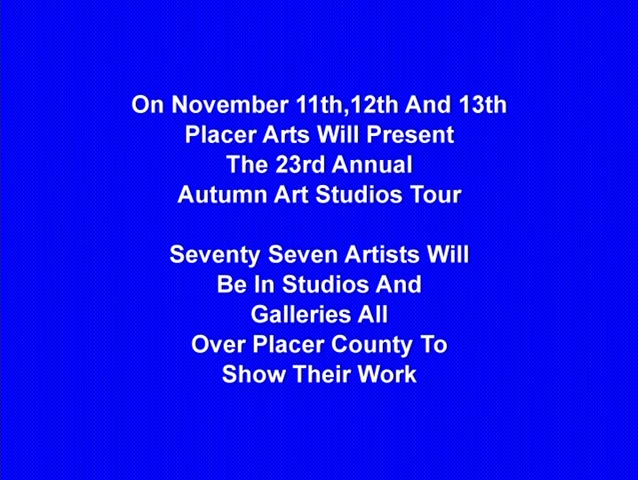 On November 11th,12th And 13th
Placer Arts Will Present
The 23rd Annual
Autumn Art Studios Tour
Seventy Seven Artists Will
Be In Studios And
Galleries All
Over Placer County To
Show Their Work